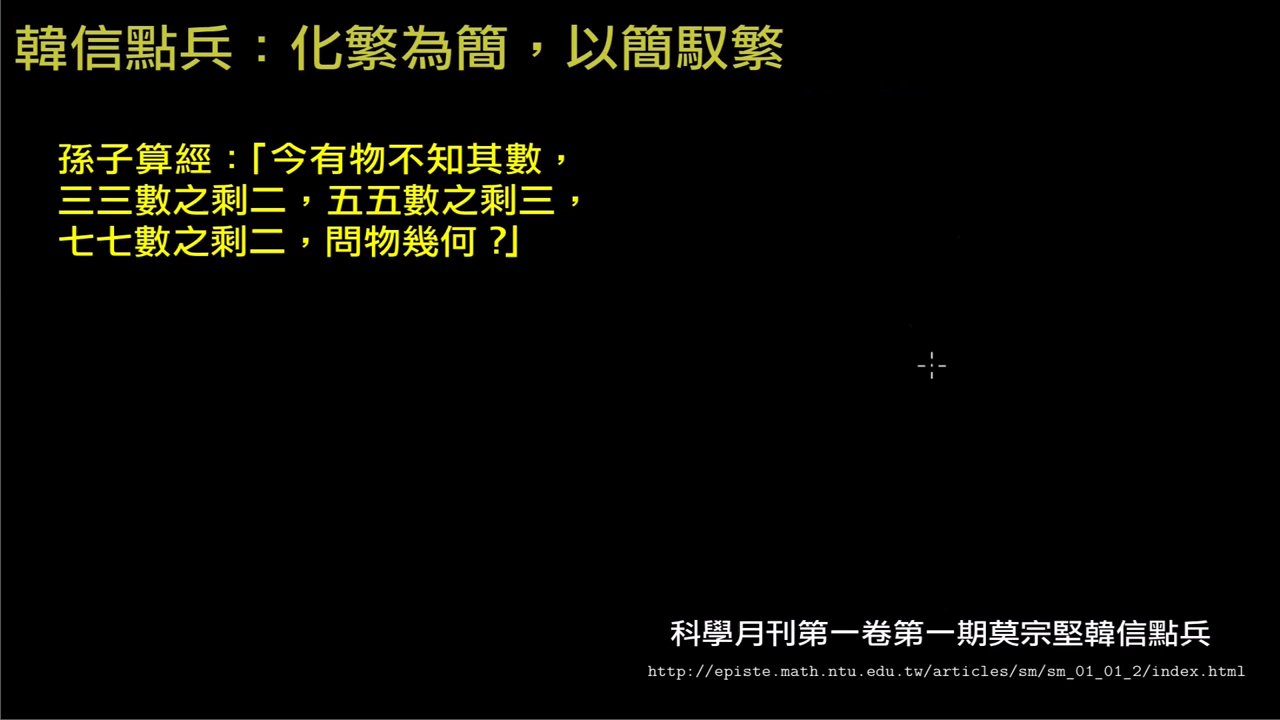 韓信點兵：化繁為簡，以簡馭繁
孫子算經：「今有物不知其數，
三三數之剩二，五五數之剩三，
七七數之剩二，問物幾何？」
科學月刊第一卷第一期莫宗堅韓信點兵
http://episte.math.ntu.edu.tw/articles/sm/sm_01_01_2/index.html